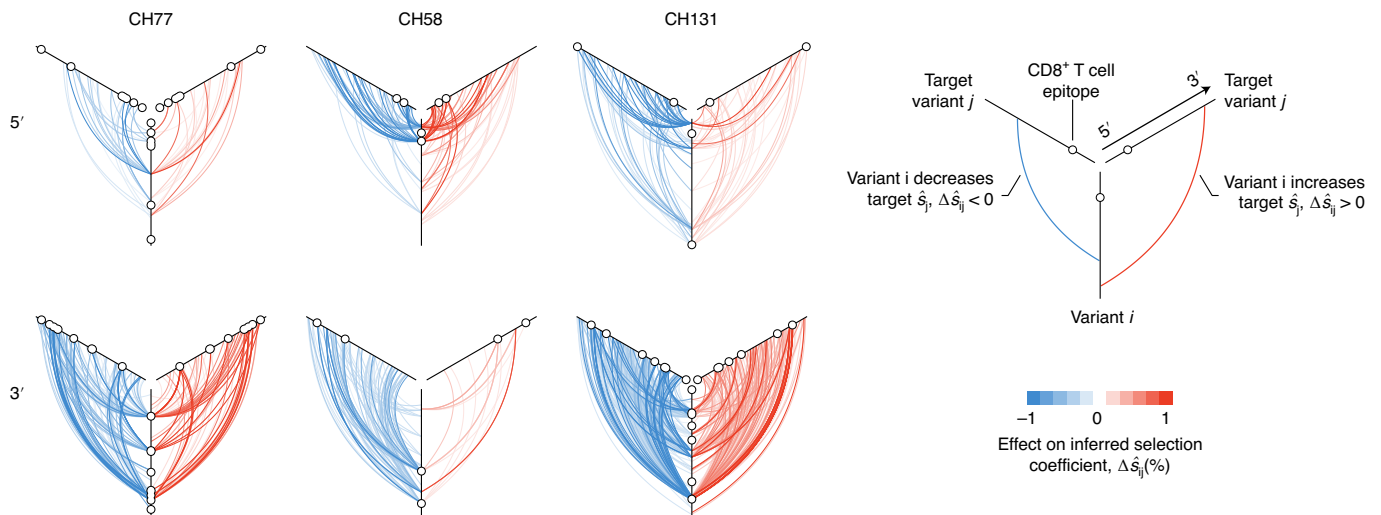 CH77
CH58
CH131
5′
3′
Target
variant j
CD8⁺ T cell
epitope
Target
variant j
3′
5′
Variant i decreases
target ŝj, Δŝij < 0
Variant i increases
target ŝj, Δŝij > 0
Variant i
−1
0
1
Effect on inferred selection
coefficient, Δŝij(%)